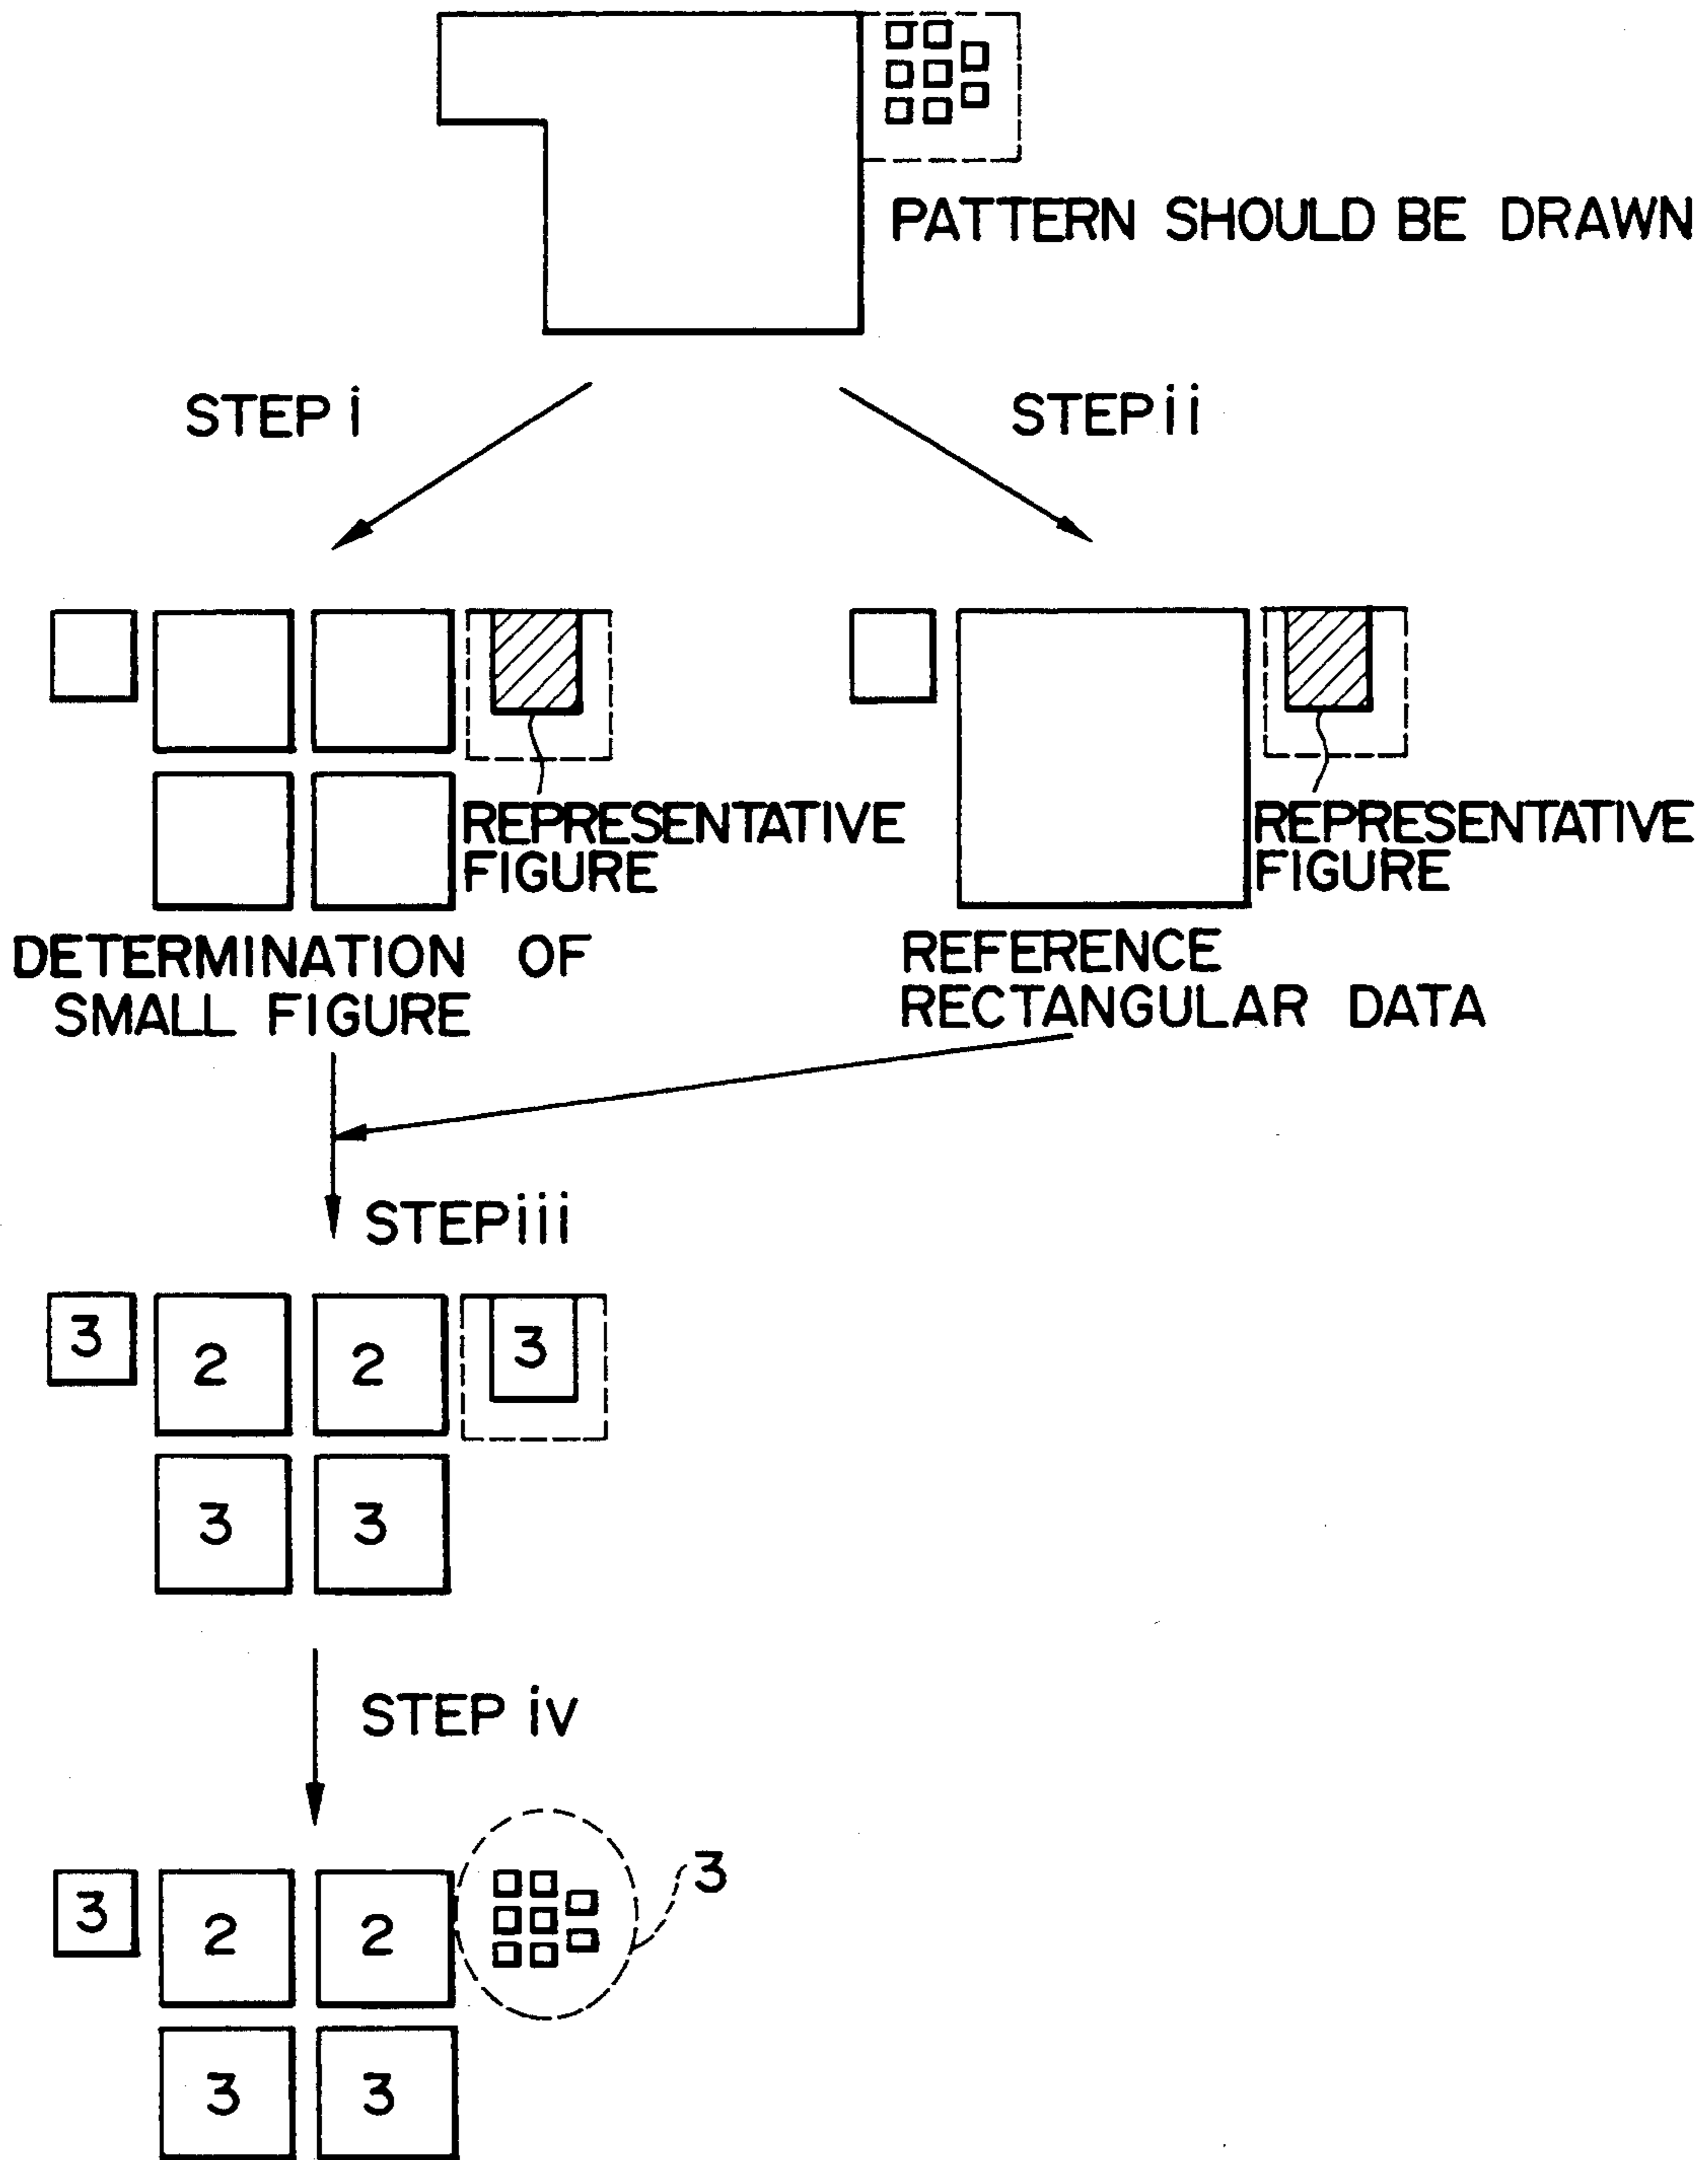 PATTERN SHOULD BE DRAWN
STEP i
STEP ii
REPRESENTATIVE
FIGURE
REPRESENTATIVE
FIGURE
DETERMINATION OF
SMALL FIGURE
REFERENCE
RECTANGULAR DATA
STEP iii
3
2
2
3
3
3
STEP iv
3
2
2
3
3
3